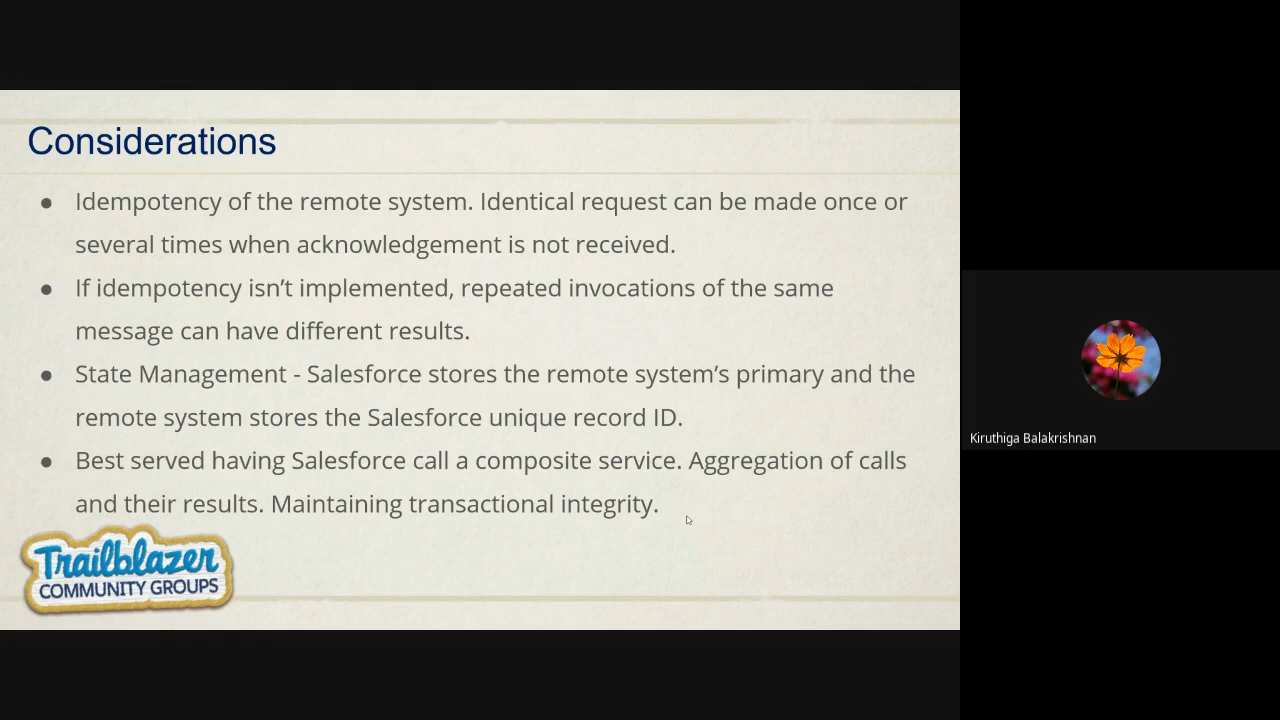 Considerations
● Idempotency of the remote system. Identical request can be made once or
several times when acknowledgement is not received.
● If idempotency isn’t implemented, repeated invocations of the same
message can have different results.
● State Management - Salesforce stores the remote system’s primary and the
remote system stores the Salesforce unique record ID.
● Best served having Salesforce call a composite service. Aggregation of calls
and their results. Maintaining transactional integrity.
Trailblazer
COMMUNITY GROUPS
Kiruthiga Balakrishnan